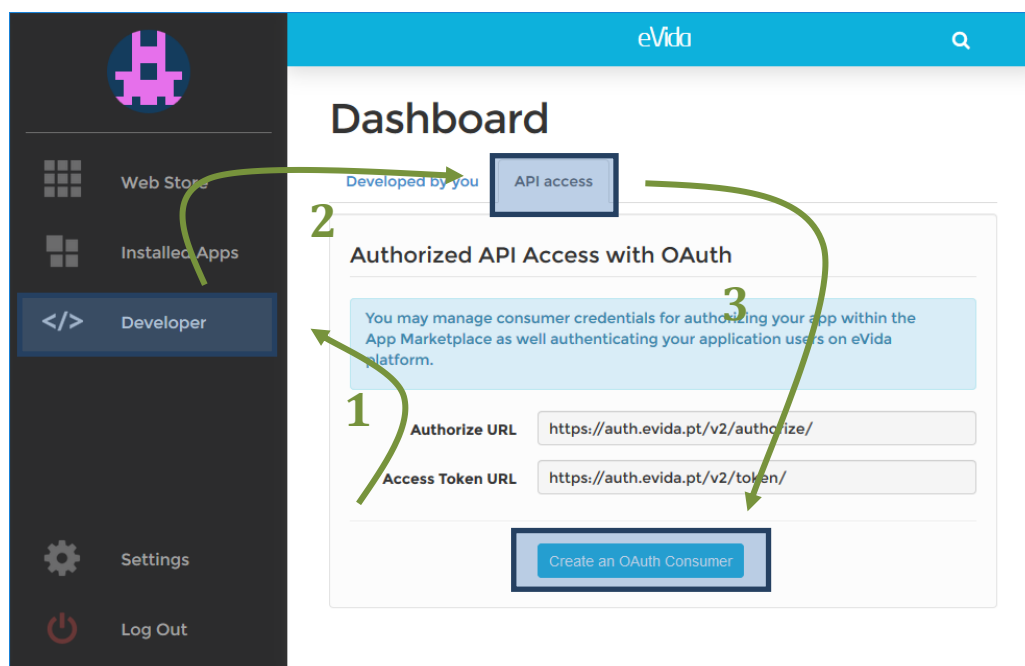 eVida
Dashboard
Web Store
Developed by you
API access
2
Installed Apps
Authorized API Access with OAuth
3
</> Developer
You may manage consumer credentials for authorizing your app within the
App Marketplace as well authenticating your application users on eVida
platform.
1
Authorize URL
https://auth.evida.pt/v2/authorize/
Access Token URL
https://auth.evida.pt/v2/token/
Settings
Create an OAuth Consumer
Log Out